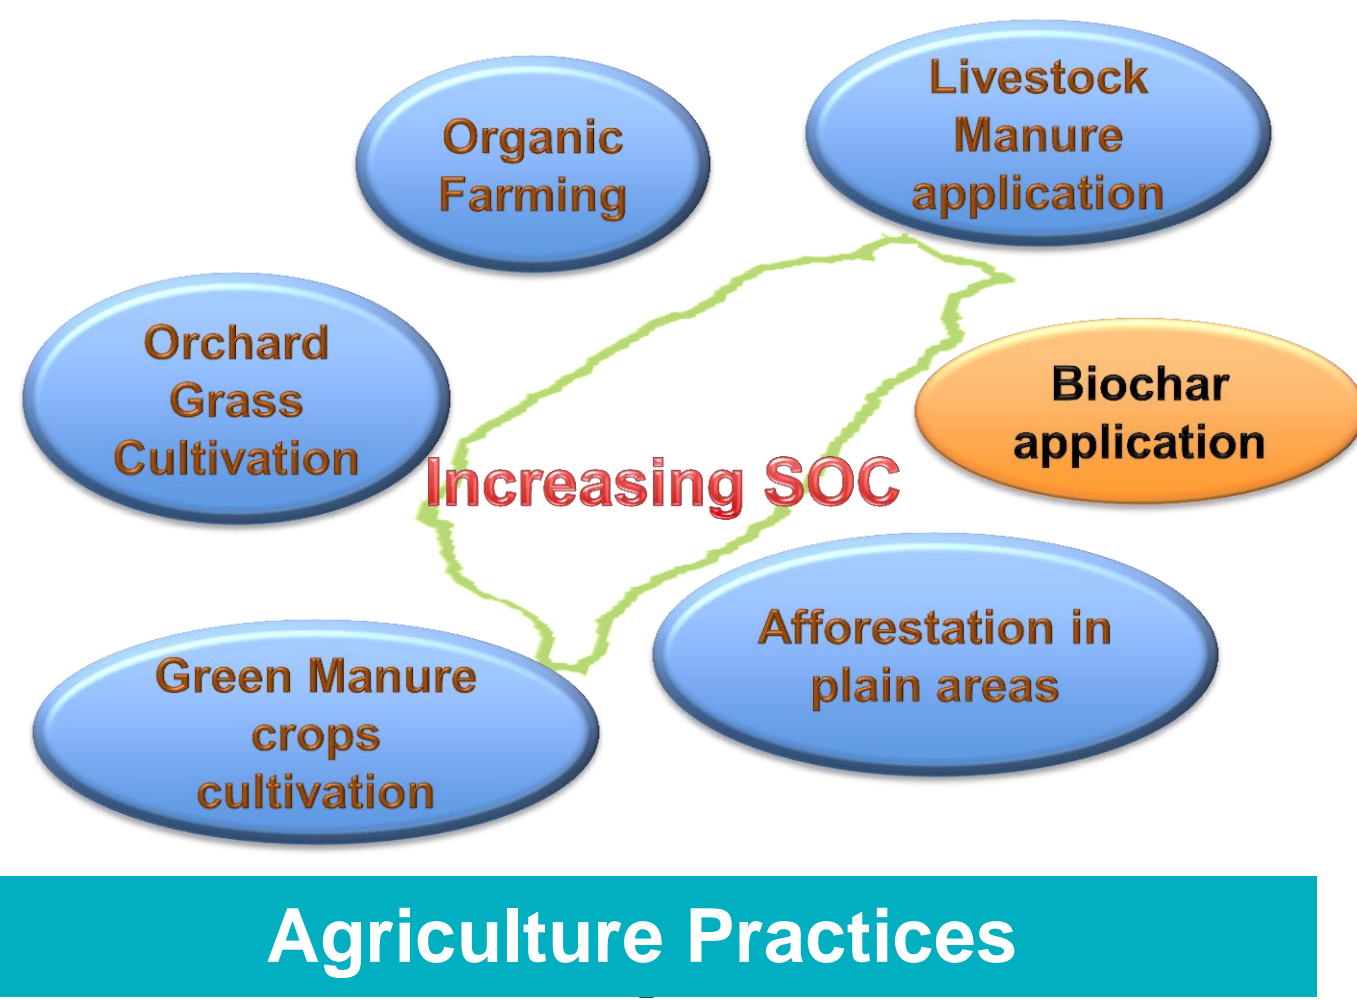 Organic
Farming
Livestock
Manure
application
Orchard
Grass
Cultivation
Biochar
application
Increasing SOC
Green Manure
crops
cultivation
Afforestation in
plain areas
Agriculture Practices